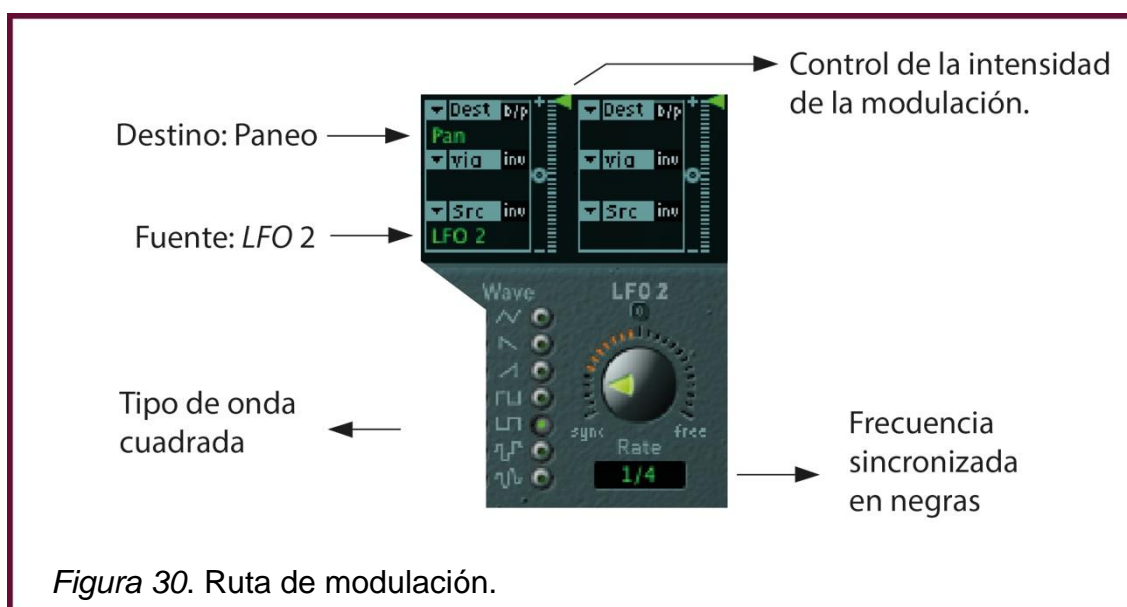 Control de la intensidad
de la modulación.
Dest b/p
Dest b/p
Destino: Paneo
Pan
via inv
via inv
Src inv
Src inv
Fuente: LFO 2
LFO 2
Wave
LFO 2
0
Tipo de onda
cuadrada
sync
free
Rate
1/4
Frecuencia
sincronizada
en negras
Figura 30. Ruta de modulación.